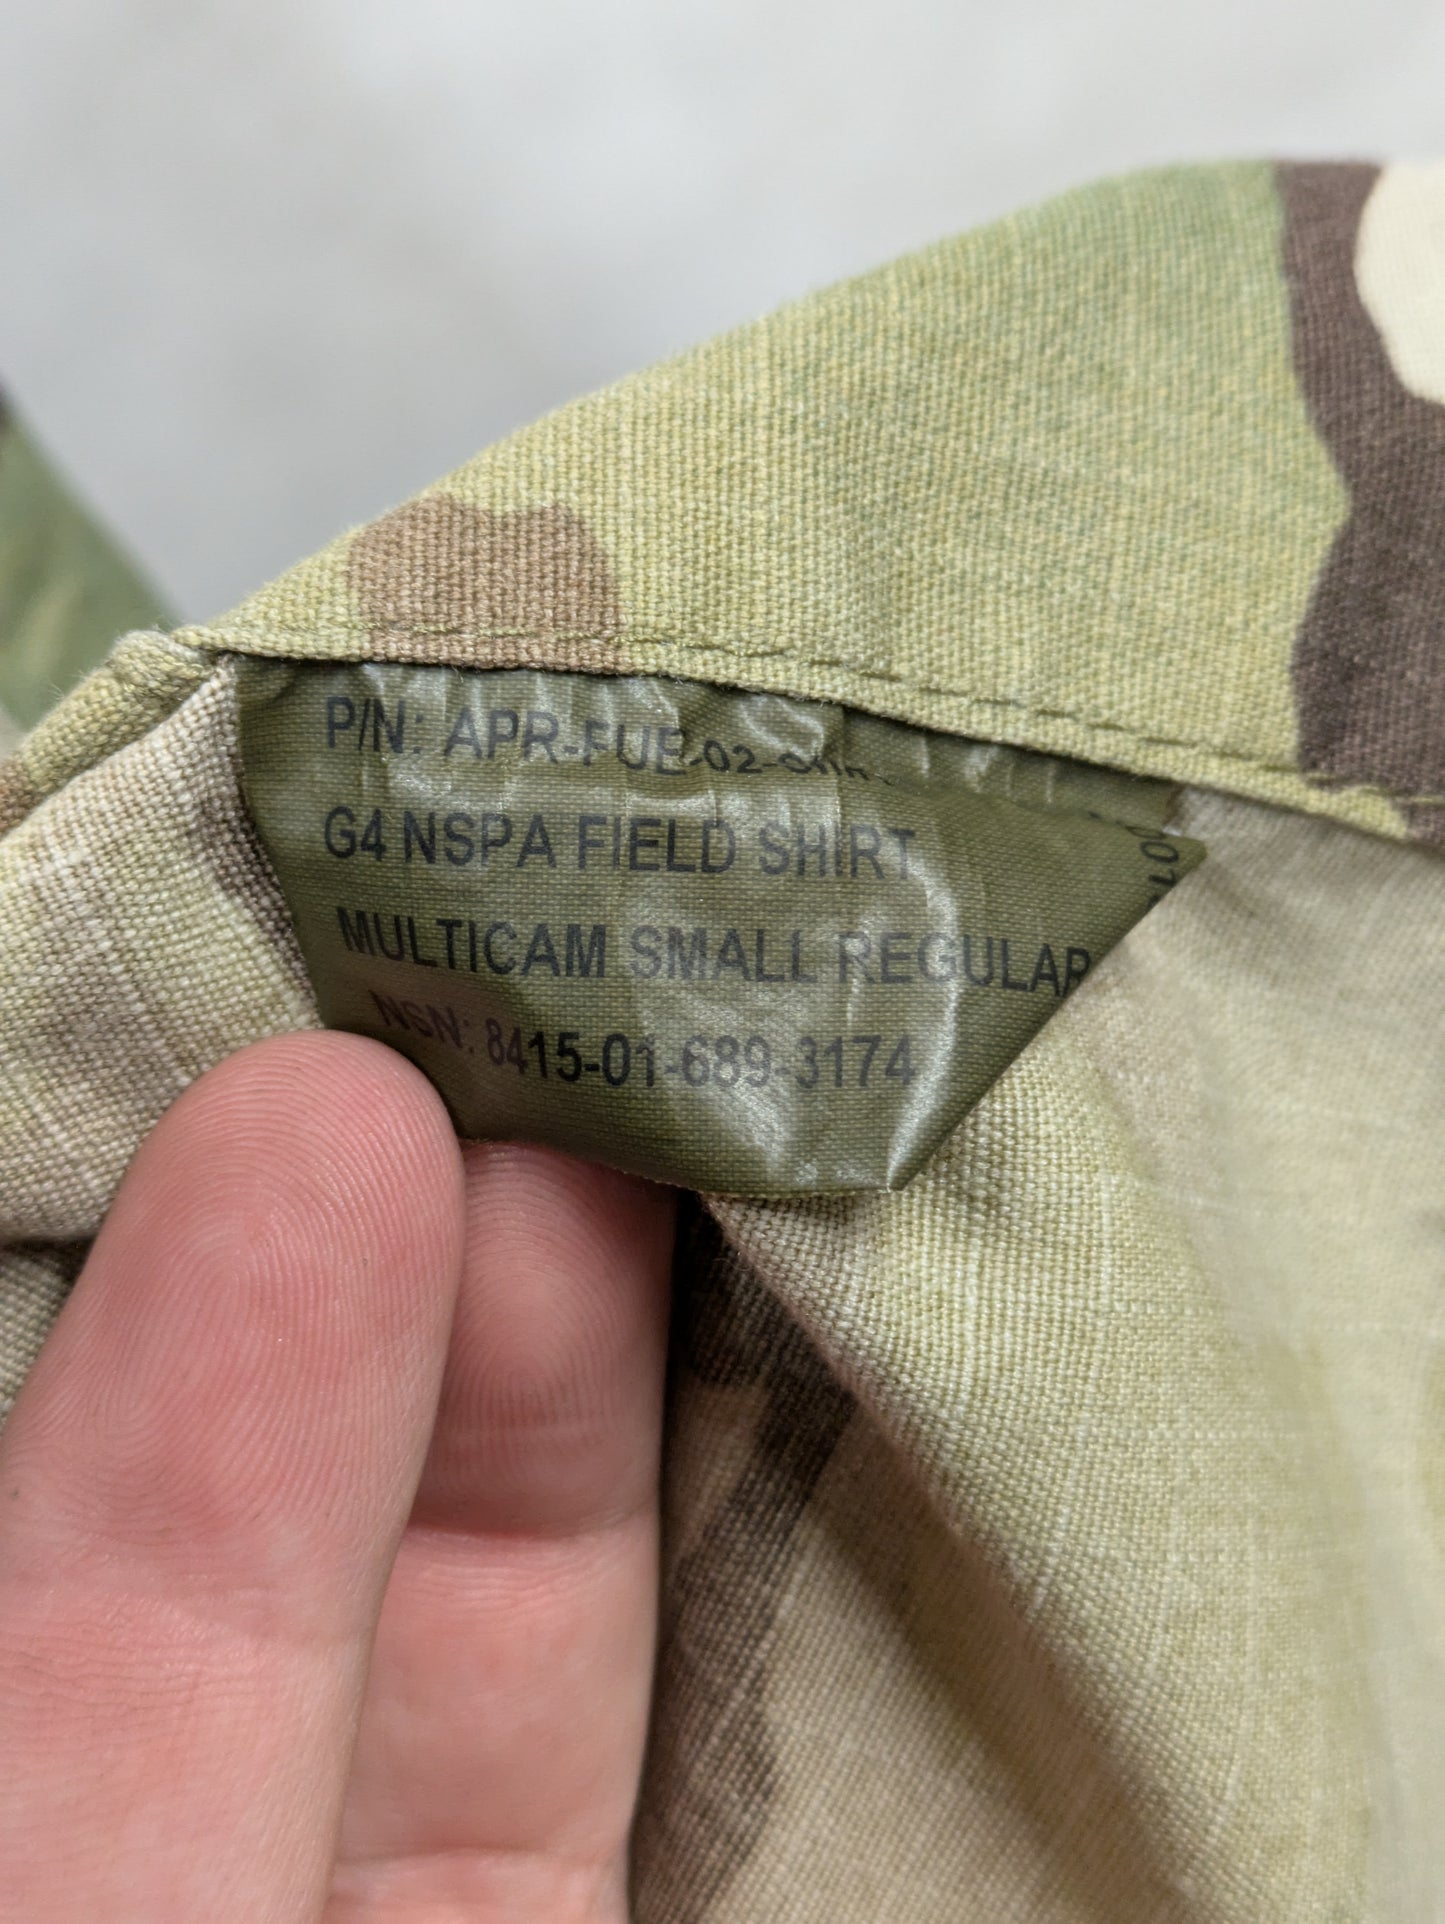 P/N: APR-FUE-02-
G4 NSPA FIELD SHIRT
MULTICAM SMALL REGULAR
NSN: 8415-01-689-3174